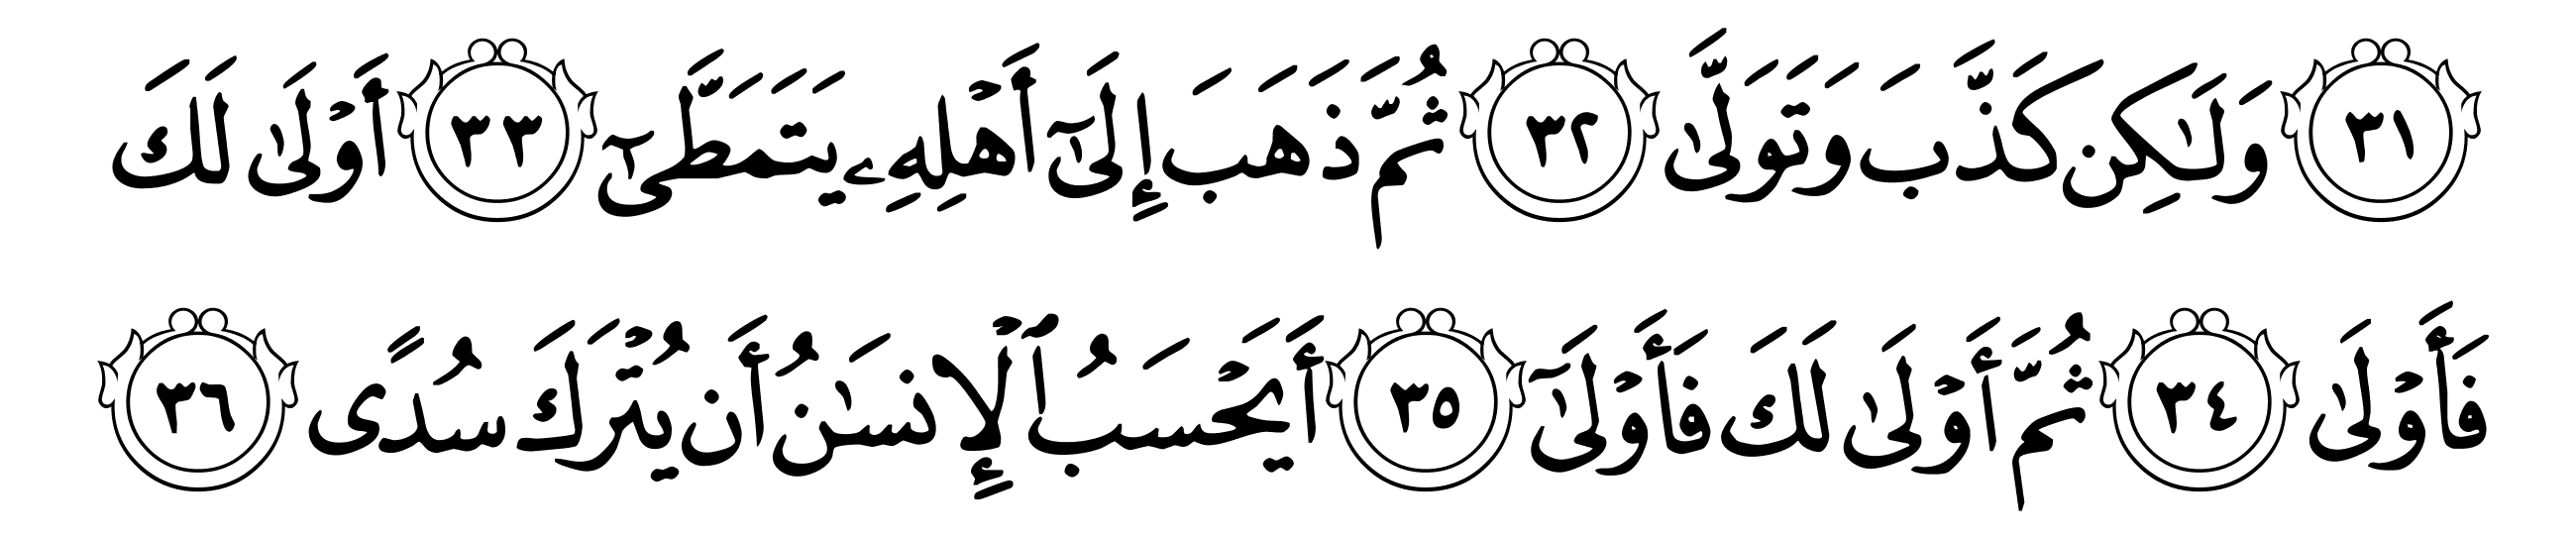 ٣١ وَلَٰكِن كَذَّبَ وَتَوَلَّىٰ ٣٢ ثُمَّ ذَهَبَ إِلَىٰٓ أَهْلِهِۦ يَتَمَطَّىٰٓ ٣٣ أَوْلَىٰ لَكَ
فَأَوْلَىٰ ٣٤ ثُمَّ أَوْلَىٰ لَكَ فَأَوْلَىٰٓ ٣٥ أَيَحْسَبُ ٱلْإِنسَٰنُ أَن يُتْرَكَ سُدًى ٣٦